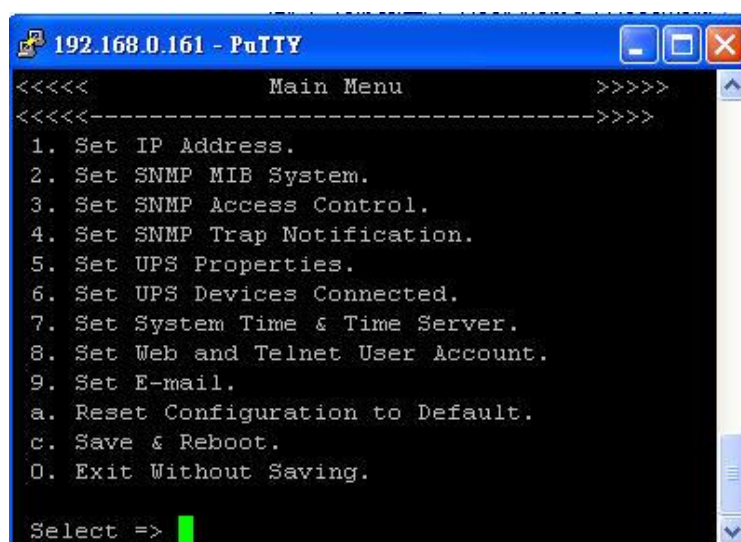 192.168.0.161 - PuTTY
<<<<<          Main Menu          >>>>>
<<<<<---------------------------------->>>>
1. Set IP Address.
2. Set SNMP MIB System.
3. Set SNMP Access Control.
4. Set SNMP Trap Notification.
5. Set UPS Properties.
6. Set UPS Devices Connected.
7. Set System Time & Time Server.
8. Set Web and Telnet User Account.
9. Set E-mail.
a. Reset Configuration to Default.
c. Save & Reboot.
0. Exit Without Saving.
Select =>